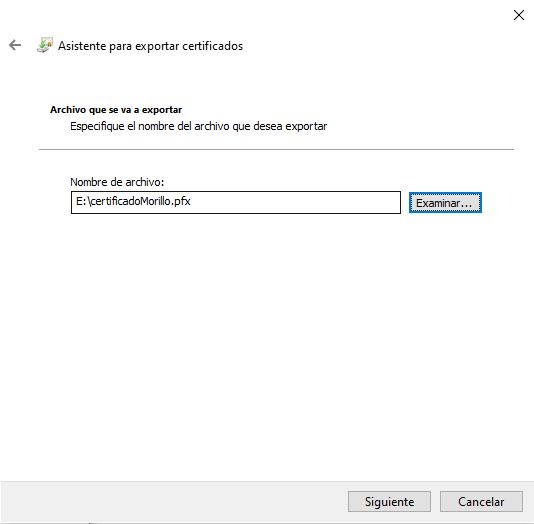 Asistente para exportar certificados
Archivo que se va a exportar
Especifique el nombre del archivo que desea exportar
Nombre de archivo:
E:\certificadoMorillo.pfx
Examinar...
Siguiente
Cancelar